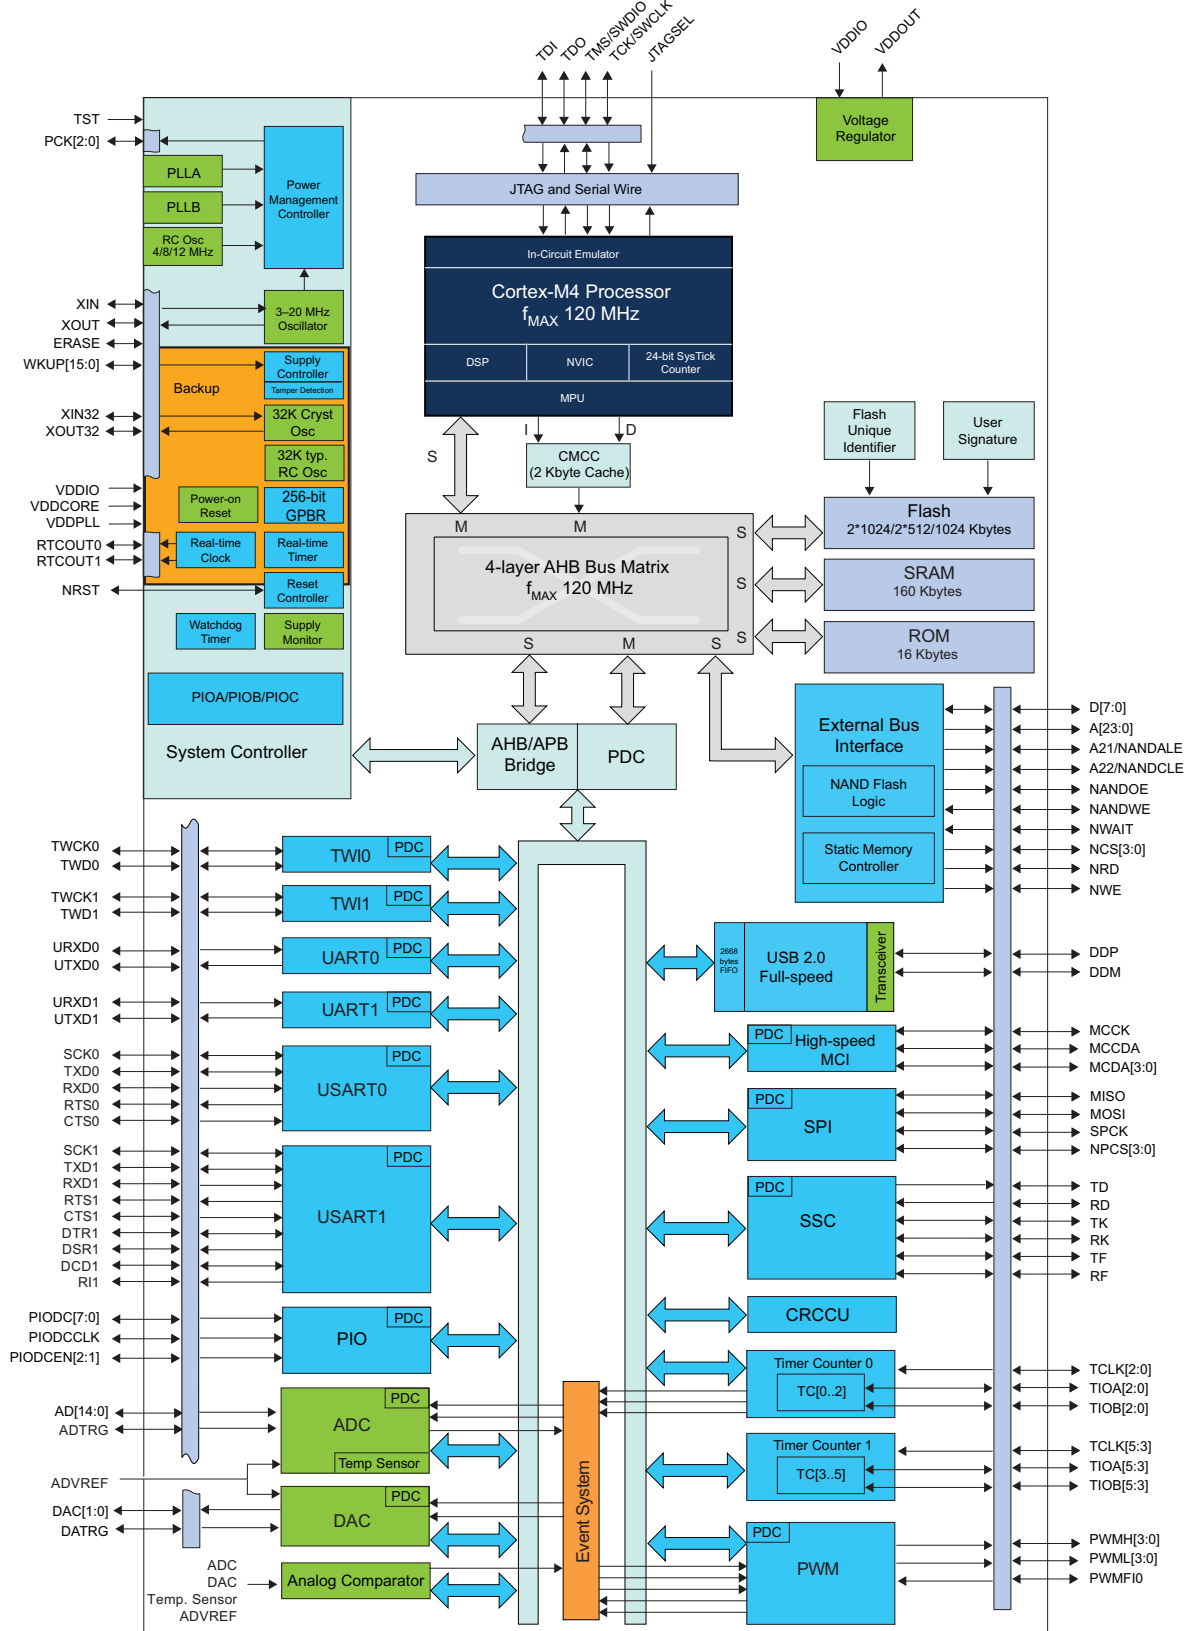 TDI
TDO
TMS/SWDIO
TCK/SWCLK
JTAGSEL
VDDIO
VDDOUT
TST
PCK[2:0]
PLLA
PLLB
RC Osc
4/8/12 MHz
Power
Management
Controller
Voltage
Regulator
JTAG and Serial Wire
In-Circuit Emulator
Cortex-M4 Processor
fMAX 120 MHz
DSP
NVIC
24-bit SysTick
Counter
MPU
XIN
XOUT
ERASE
WKUP[15:0]
XIN32
XOUT32
VDDIO
VDDCORE
VDDPLL
RTCOUT0
RTCOUT1
NRST
3–20 MHz
Oscillator
Backup
Supply
Controller
Tamper Detection
32K Cryst
Osc
32K typ.
RC Osc
Power-on
Reset
256-bit
GPBR
Real-time
Clock
Real-time
Timer
Reset
Controller
Watchdog
Timer
Supply
Monitor
PIOA/PIOB/PIOC
System Controller
S
I
D
CMCC
(2 Kbyte Cache)
Flash
Unique
Identifier
User
Signature
M
M
S
S
S
4-layer AHB Bus Matrix
fMAX 120 MHz
S
M
S
Flash
2*1024/2*512/1024 Kbytes
SRAM
160 Kbytes
ROM
16 Kbytes
AHB/APB
Bridge
PDC
External Bus
Interface
NAND Flash
Logic
Static Memory
Controller
D[7:0]
A[23:0]
A21/NANDALE
A22/NANDCLE
NANDOE
NANDWE
NWAIT
NCS[3:0]
NRD
NWE
TWCK0
TWD0
TWI0
PDC
TWCK1
TWD1
TWI1
PDC
URXD0
UTXD0
UART0
PDC
URXD1
UTXD1
UART1
PDC
SCK0
TXD0
RXD0
RTS0
CTS0
USART0
PDC
SCK1
TXD1
RXD1
RTS1
CTS1
DTR1
DSR1
DCD1
RI1
USART1
PDC
PIODC[7:0]
PIODCCLK
PIODCEN[2:1]
PIO
PDC
AD[14:0]
ADTRG
ADC
PDC
Temp Sensor
ADVREF
DAC[1:0]
DATRG
DAC
PDC
ADC
DAC
Temp. Sensor
ADVREF
Analog Comparator
Event System
2668
bytes
FIFO
USB 2.0
Full-speed
Transceiver
DDP
DDM
PDC
High-speed
MCI
MCCK
MCCDA
MCDA[3:0]
PDC
SPI
MISO
MOSI
SPCK
NPCS[3:0]
PDC
SSC
TD
RD
TK
RK
TF
RF
CRCCU
Timer Counter 0
TC[0..2]
TCLK[2:0]
TIOA[2:0]
TIOB[2:0]
Timer Counter 1
TC[3..5]
TCLK[5:3]
TIOA[5:3]
TIOB[5:3]
PDC
PWM
PWMH[3:0]
PWML[3:0]
PWMFI0